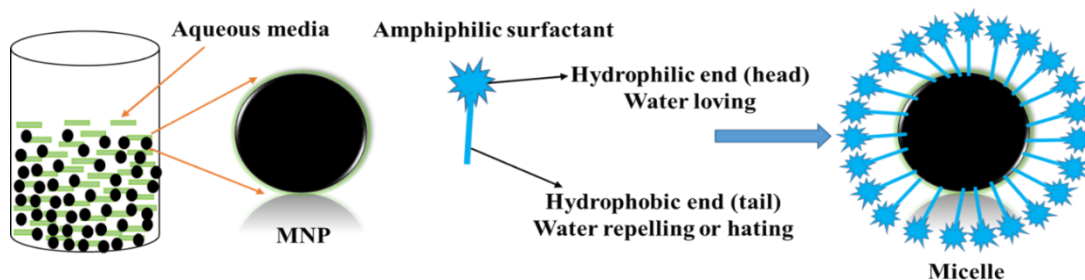 Aqueous media
MNP
Amphiphilic surfactant
Hydrophilic end (head)
Water loving
Hydrophobic end (tail)
Water repelling or hating
Micelle